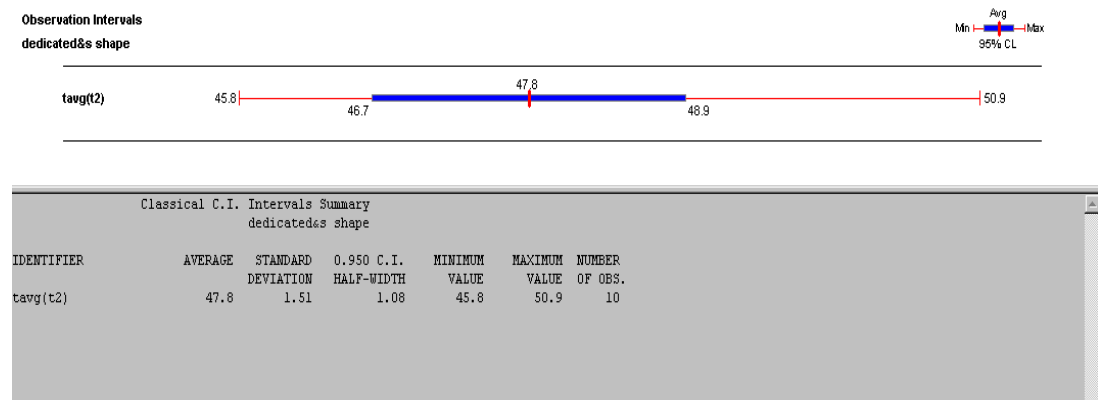 Observation Intervals
dedicated&s shape
Avg
Min Max
95% CL
tavg(t2) 45.8 47.8 50.9
46.7 48.9
Classical C.I. Intervals Summary
dedicated&s shape
IDENTIFIER AVERAGE STANDARD 0.950 C.I. MINIMUM MAXIMUM NUMBER
DEVIATION HALF-WIDTH VALUE VALUE OF OBS.
tavg(t2) 47.8 1.51 1.08 45.8 50.9 10